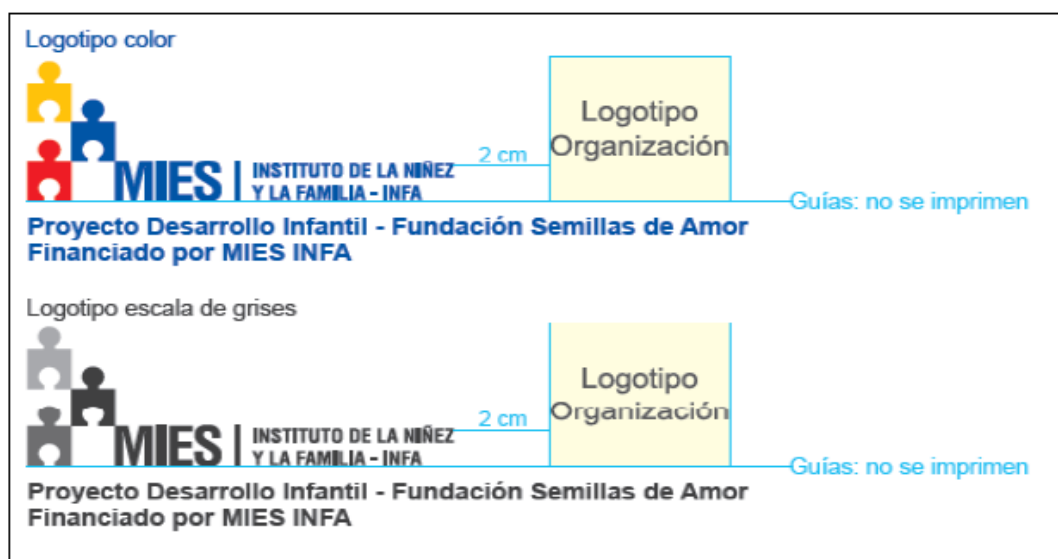 Logotipo color
Logotipo
Organización
2 cm
MIES | INSTITUTO DE LA NIÑEZ
Y LA FAMILIA - INFA
Guías: no se imprimen
Proyecto Desarrollo Infantil - Fundación Semillas de Amor
Financiado por MIES INFA
Logotipo escala de grises
Logotipo
Organización
2 cm
MIES | INSTITUTO DE LA NIÑEZ
Y LA FAMILIA - INFA
Guías: no se imprimen
Proyecto Desarrollo Infantil - Fundación Semillas de Amor
Financiado por MIES INFA